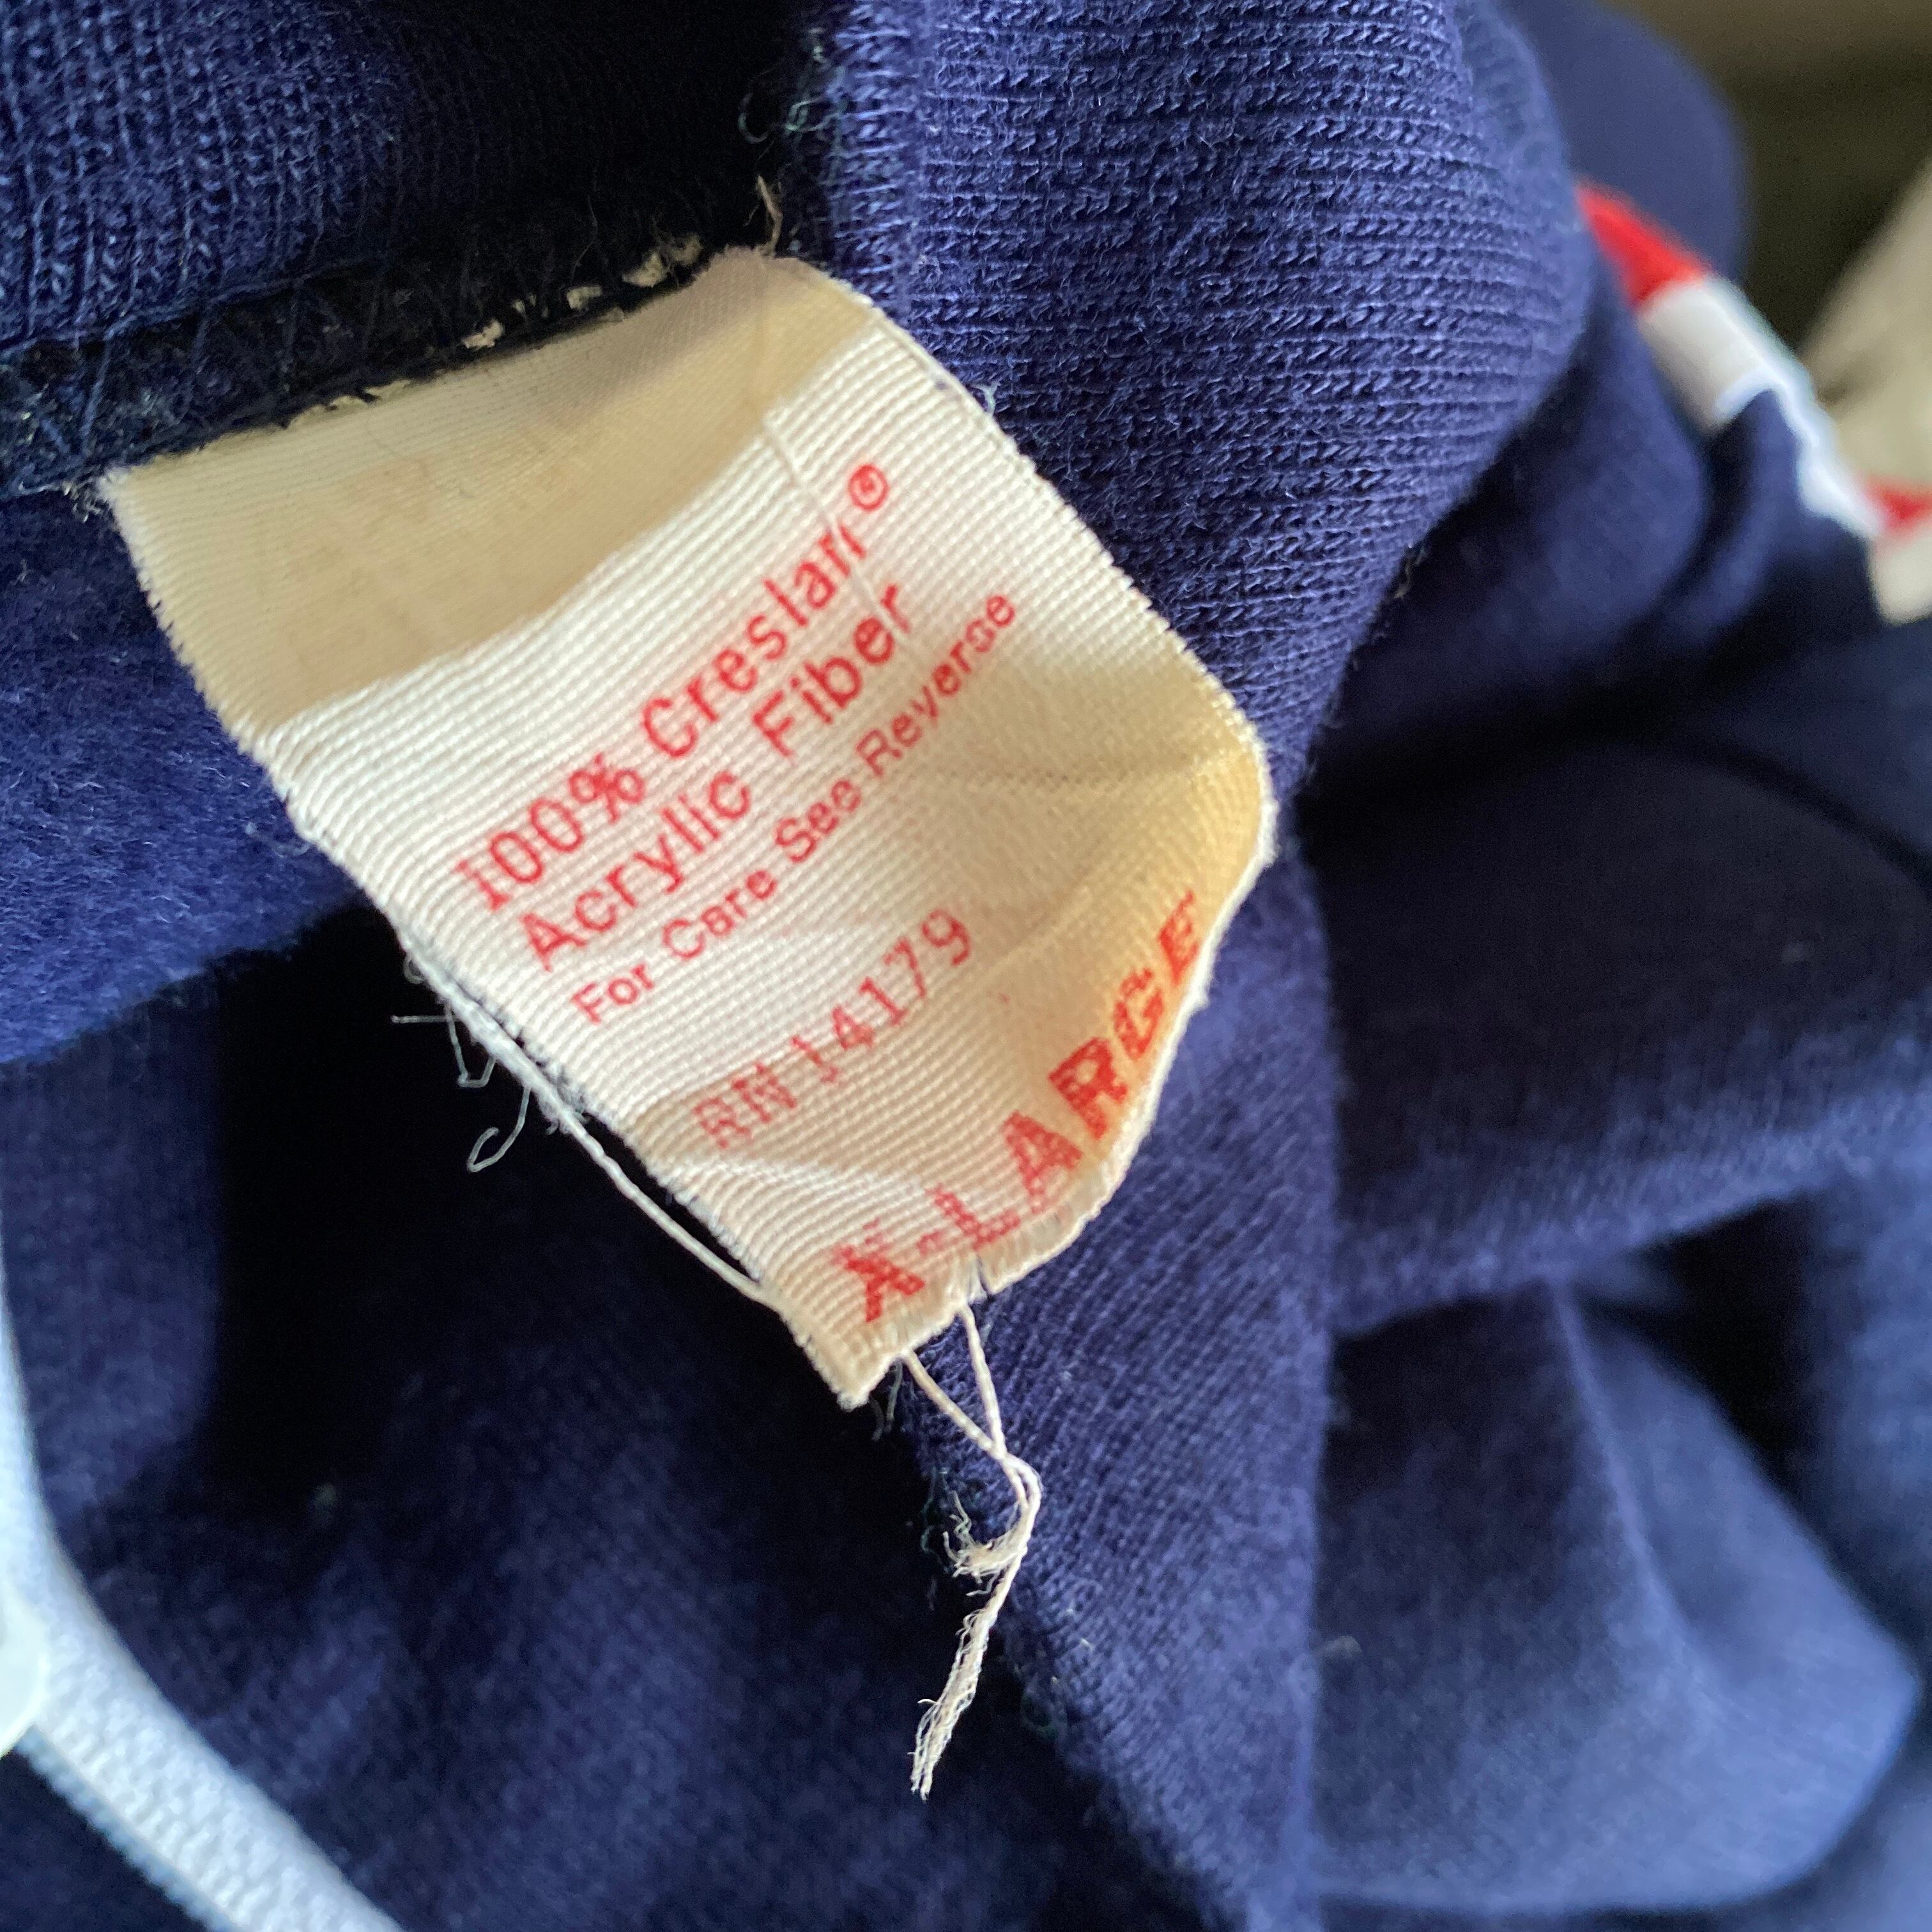 100% Creslan®
Acrylic Fiber
For Care See Reverse
RN 14179
X-LARGE